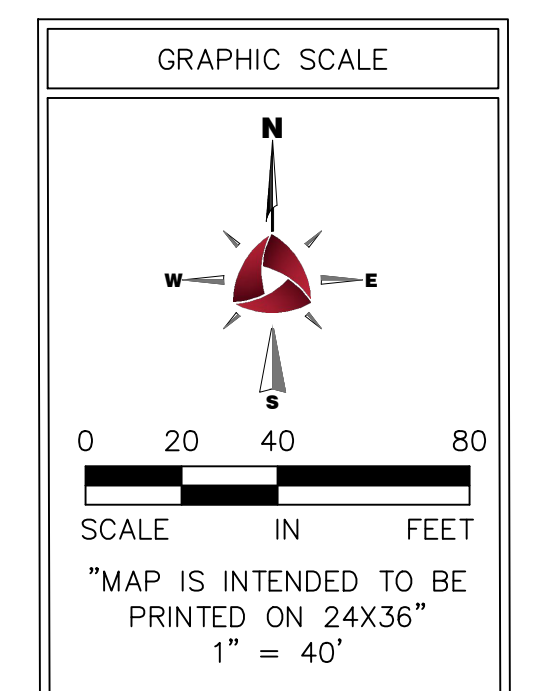 GRAPHIC SCALE
N
W E
S
0 20 40 80
SCALE IN FEET
"MAP IS INTENDED TO BE
PRINTED ON 24X36"
1" = 40'